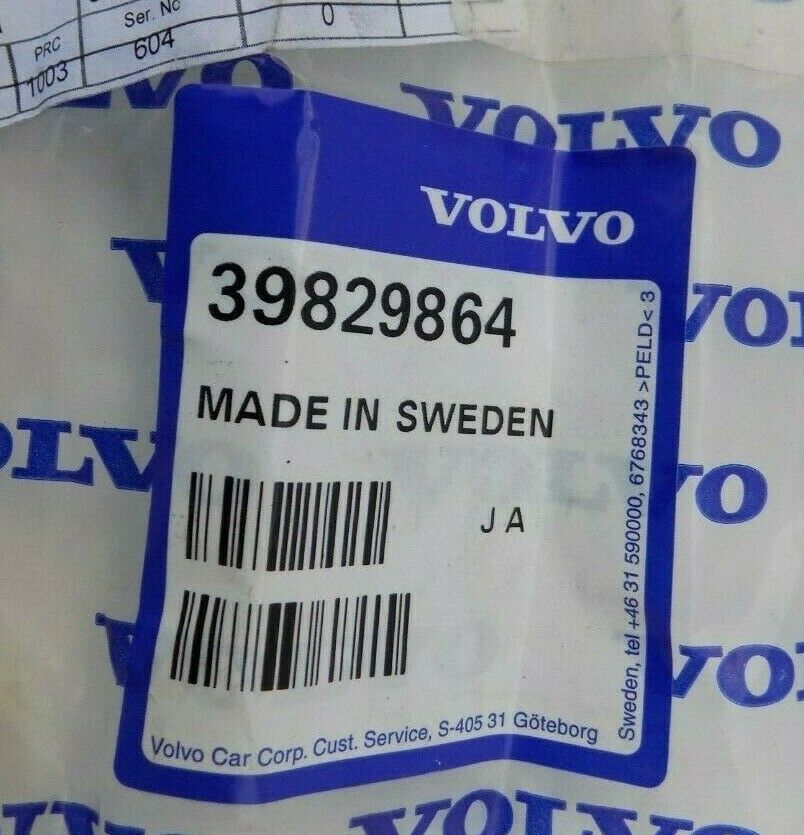 Ser. No
PRC
1003
604
0
VOLVO
VOLVO
VOLVO
39829864
MADE IN SWEDEN
J A
Volvo Car Corp. Cust. Service, S-405 31 Göteborg
Sweden, tel +46 31 590000, 6768343 >PELD< 3